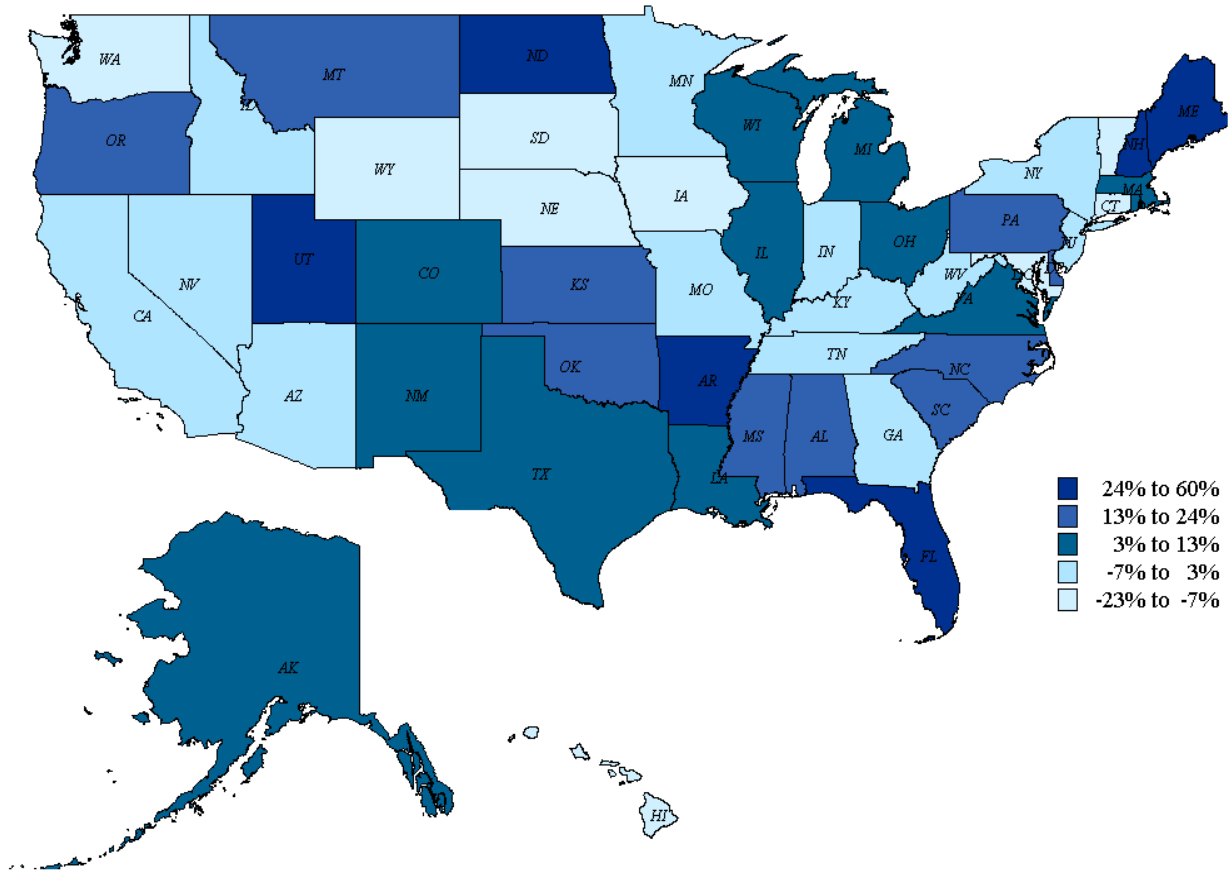 WA
MT
ND
MN
ID
OR
SD
WI
MI
ME
NH
WY
NY
MA
CT
IA
NE
PA
NJ
UT
CO
NV
KS
MO
IL
IN
OH
WV
DC
DE
VA
KY
CA
TN
NC
AZ
NM
OK
AR
SC
MS
AL
GA
TX
LA
FL
AK
HI
24% to 60%
13% to 24%
3% to 13%
-7% to 3%
-23% to -7%